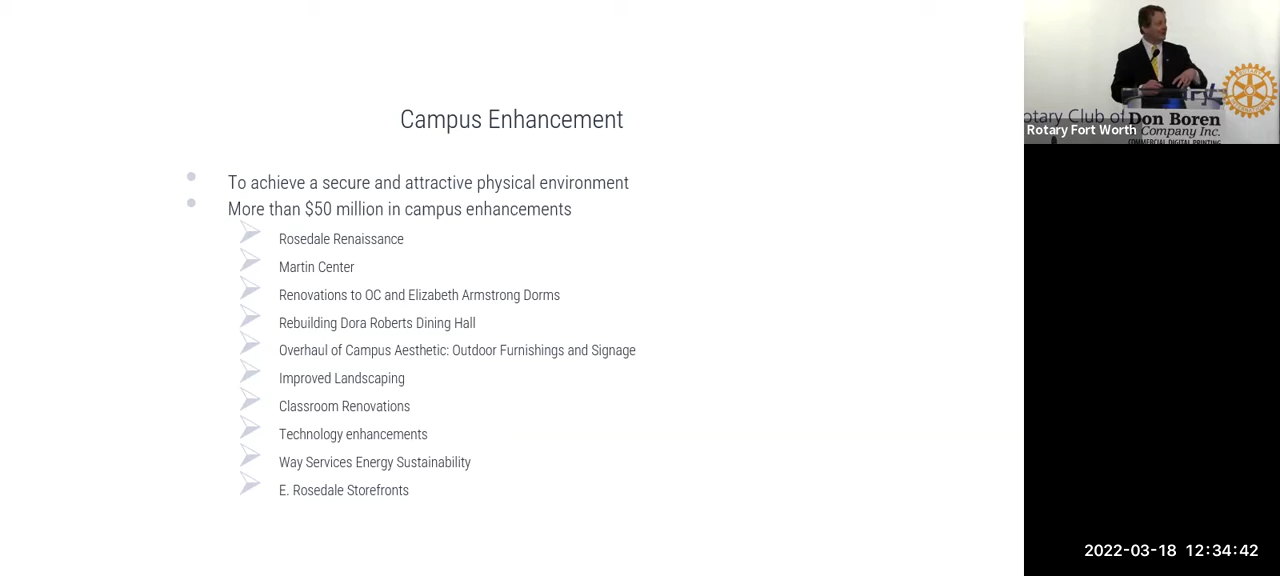 Campus Enhancement
To achieve a secure and attractive physical environment
More than $50 million in campus enhancements
Rosedale Renaissance
Martin Center
Renovations to OC and Elizabeth Armstrong Dorms
Rebuilding Dora Roberts Dining Hall
Overhaul of Campus Aesthetic: Outdoor Furnishings and Signage
Improved Landscaping
Classroom Renovations
Technology enhancements
Way Services Energy Sustainability
E. Rosedale Storefronts
otary Club of
Don Boren
Company Inc.
COMMERCIAL DIGITAL PRINTING
Rotary Fort Worth
2022-03-18 12:34:42